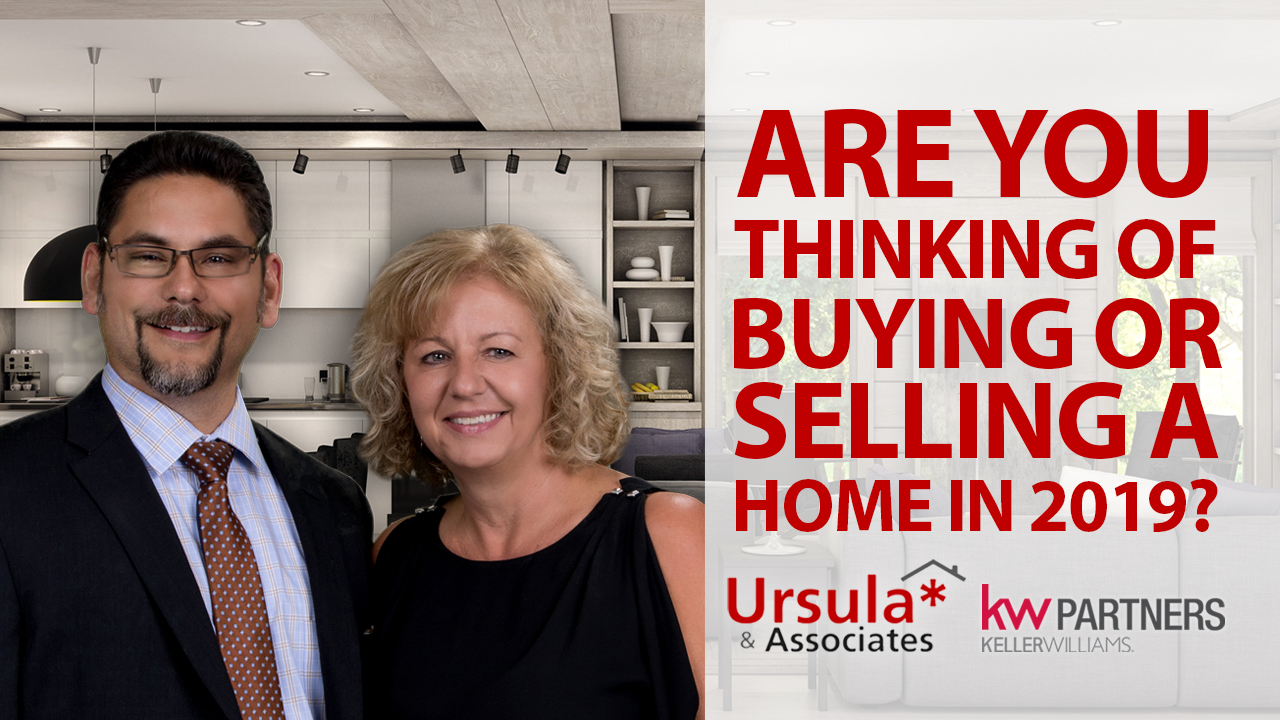 ARE YOU
THINKING OF
BUYING OR
SELLING A
HOME IN 2019?
Ursula*
& Associates
kw PARTNERS
KELLERWILLIAMS.